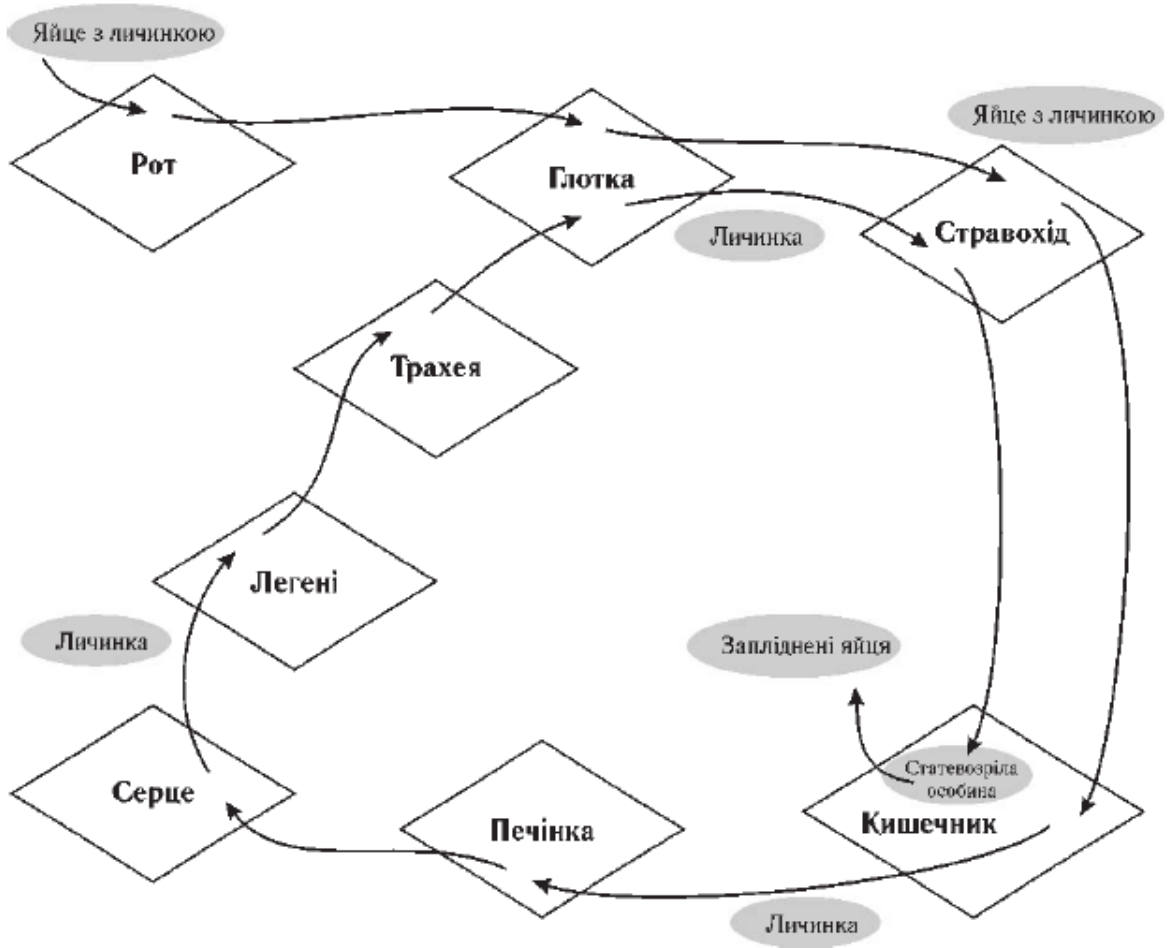 Яйце з личинкою
Яйце з личинкою
Рот
Глотка
Личинка
Стравохід
Трахея
Легені
Личинка
Запліднені яйця
Серце
Печінка
Статевозріла
особина
Кишечник
Личинка